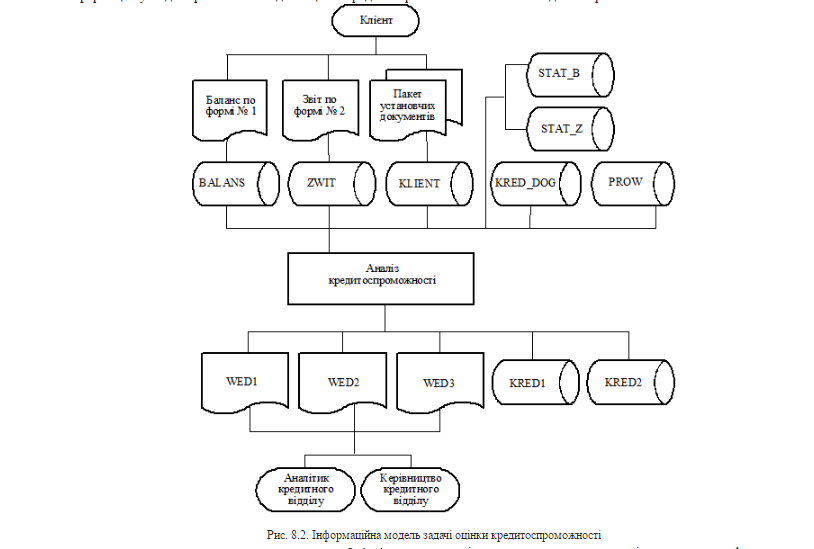 Клієнт
STAT_B
Баланс по
формі № 1
Звіт по
формі № 2
Пакет
установчих
документів
STAT_Z
BALANS
ZWIT
KLIENT
KRED_DOG
PROW
Аналіз
кредитоспроможності
WED1
WED2
WED3
KRED1
KRED2
Аналітик
кредитного
відділу
Керівництво
кредитного
відділу
Рис. 8.2. Інформаційна модель задачі оцінки кредитоспроможності